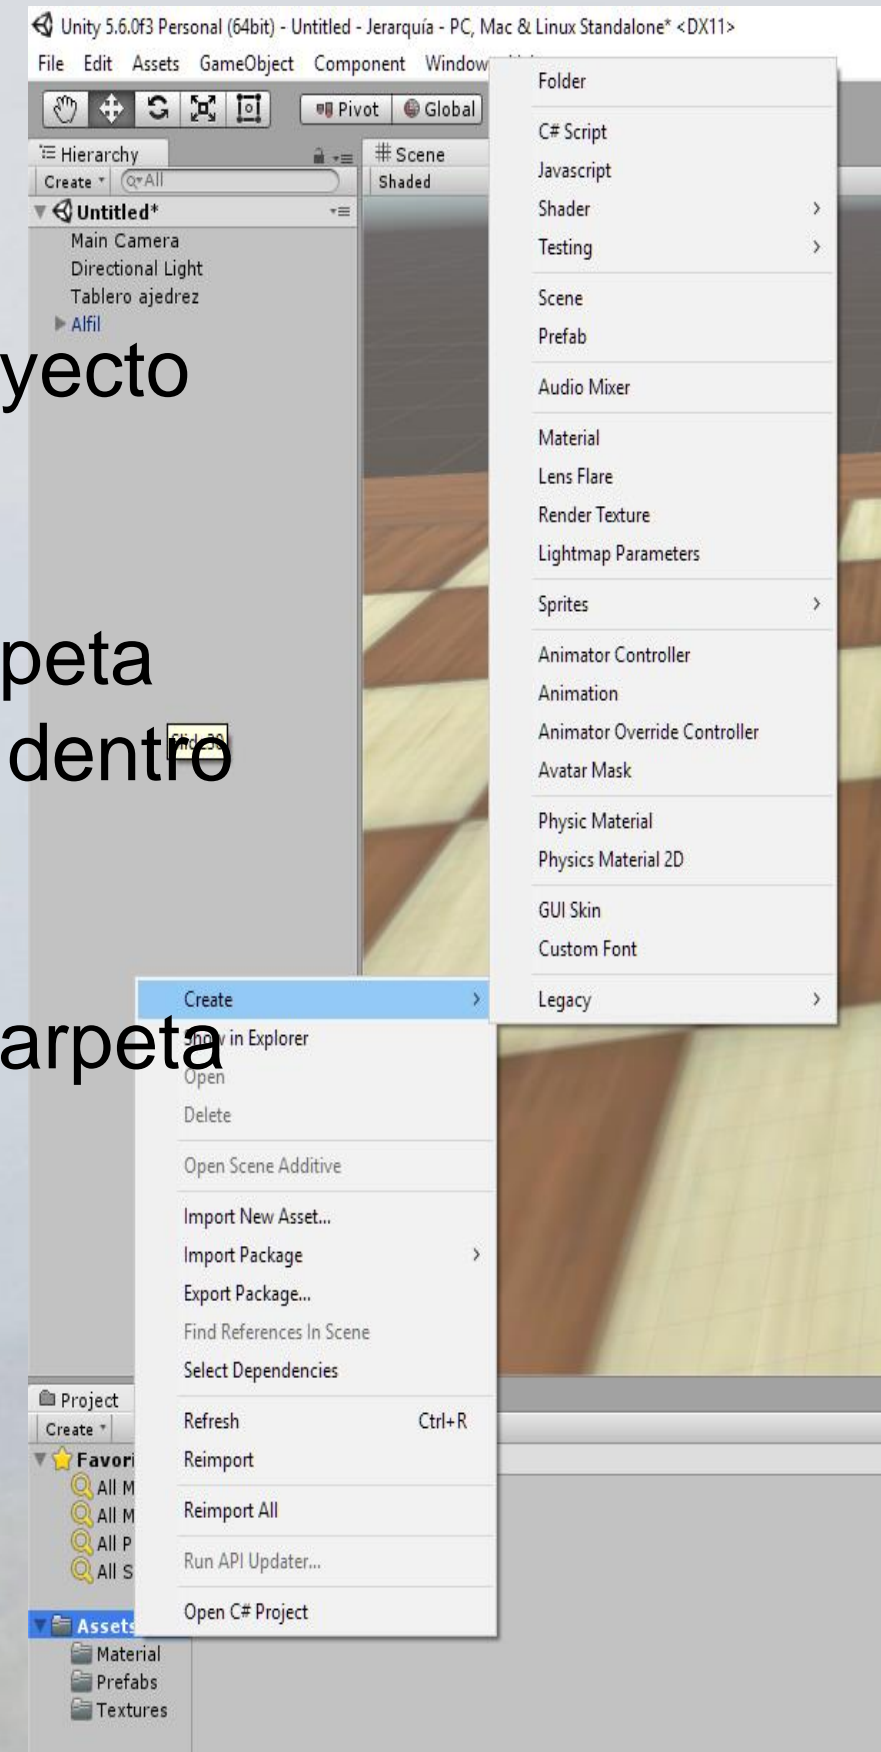 Unity 5.6.0f3 Personal (64bit) - Untitled - Jerarquía - PC, Mac & Linux Standalone* <DX11>
File Edit Assets GameObject Component Window
Pivot Global
Hierarchy
Create All
Scene
Shaded
Untitled*
Main Camera
Directional Light
Tablero ajedrez
Alfil
yecto
peta
dentro
arpeta
Folder
C# Script
Javascript
Shader
Testing
Scene
Prefab
Audio Mixer
Material
Lens Flare
Render Texture
Lightmap Parameters
Sprites
Animator Controller
Animation
Animator Override Controller
Avatar Mask
Physic Material
Physics Material 2D
GUI Skin
Custom Font
Legacy
Create
Show in Explorer
Open
Delete
Open Scene Additive
Import New Asset...
Import Package
Export Package...
Find References In Scene
Select Dependencies
Refresh Ctrl+R
Reimport
Reimport All
Run API Updater...
Open C# Project
Project
Create
Favori
All M
All M
All P
All S
Assets
Material
Prefabs
Textures